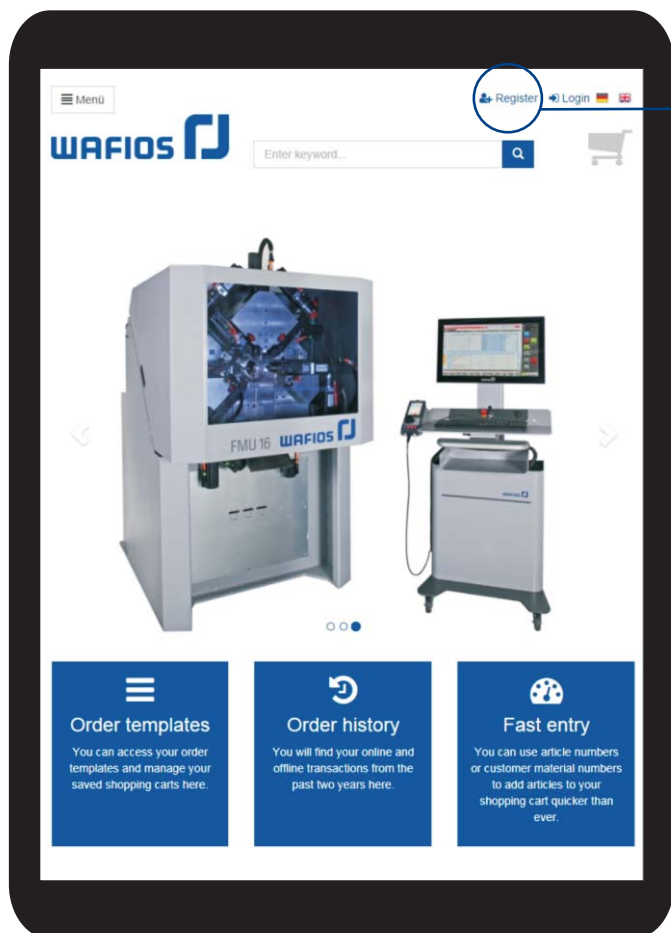 Menü
Register Login
WAFIOS
Enter keyword...
FMU 16 WAFIOS
WAFIOS
Order templates
You can access your order
templates and manage your
saved shopping carts here.
Order history
You will find your online and
offline transactions from the
past two years here.
Fast entry
You can use article numbers
or customer material numbers
to add articles to your
shopping cart quicker than
ever.